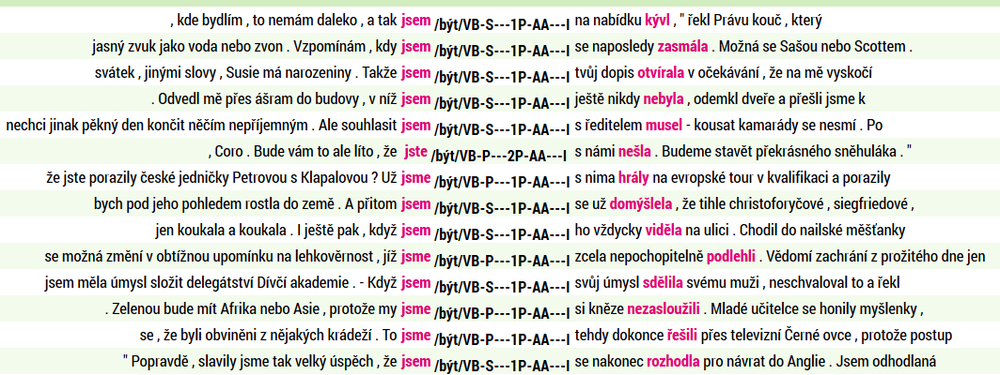 , kde bydlím , to nemám daleko , a tak jsem /být/VB-S---1P-AA---I na nabídku kývl , " řekl Právu kouč , který
jasný zvuk jako voda nebo zvon . Vzpomínám , kdy jsem /být/VB-S---1P-AA---I se naposledy zasmála . Možná se Sašou nebo Scottem .
svátek , jinými slovy , Susie má narozeniny . Takže jsem /být/VB-S---1P-AA---I tvůj dopis otvírala v očekávání , že na mě vyskočí
. Odvedl mě přes ášram do budovy , v níž jsem /být/VB-S---1P-AA---I ještě nikdy nebyla , odemkl dveře a přešli jsme k
nechci jinak pěkný den končit něčím nepříjemným . Ale souhlasit jsem /být/VB-S---1P-AA---I s ředitelem musel - kousat kamarády se nesmí . Po
, Coro . Bude vám to ale líto , že jste /být/VB-P---2P-AA---I s námi nešla . Budeme stavět překrásného sněhuláka . "
že jste porazily české jedničky Petrovou s Klapalovou ? Už jsme /být/VB-P---1P-AA---I s nima hrály na evropské tour v kvalifikaci a porazily
bych pod jeho pohledem rostla do země . A přitom jsem /být/VB-S---1P-AA---I se už domýšlela , že tihle christoforyčové , siegfriedové ,
jen koukala a koukala . I ještě pak , když jsem /být/VB-S---1P-AA---I ho vždycky viděla na ulici . Chodil do nailské měšťanky
se možná změní v obtížnou upomínku na lehkověrnost , jíž jsme /být/VB-P---1P-AA---I zcela nepochopitelně podlehli . Vědomí zachrání z prožitého dne jen
jsem měla úmysl složit delegátství Dívčí akademie . - Když jsem /být/VB-S---1P-AA---I svůj úmysl sdělila svému muži , neschvaloval to a řekl
. Zelenou bude mít Afrika nebo Asie , protože my jsme /být/VB-P---1P-AA---I si kněze nezasloužili . Mladé učitelce se honily myšlenky ,
se , že byli obviněni z nějakých krádeží . To jsme /být/VB-P---1P-AA---I tehdy dokonce řešili přes televizní Černé ovce , protože postup
" Popravdě , slavily jsme tak velký úspěch , že jsem /být/VB-S---1P-AA---I se nakonec rozhodla pro návrat do Anglie . Jsem odhodlaná